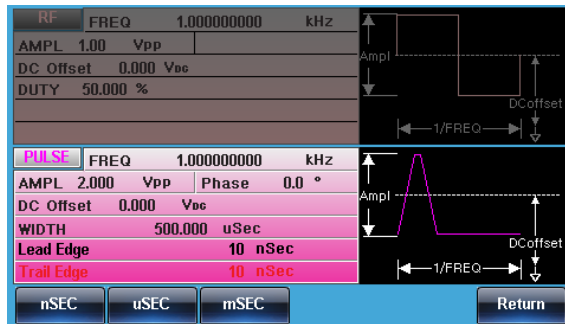 RF FREQ 1.000000000 kHz
AMPL 1.00 Vpp
DC Offset 0.000 VDC
DUTY 50.000 %
Ampl
DCoffset
1/FREQ
PULSE FREQ 1.000000000 kHz
AMPL 2.000 Vpp Phase 0.0 °
DC Offset 0.000 VDC
WIDTH 500.000 uSec
Lead Edge 10 nSec
Trail Edge 10 nSec
Ampl
DCoffset
1/FREQ
nSEC uSEC mSEC Return